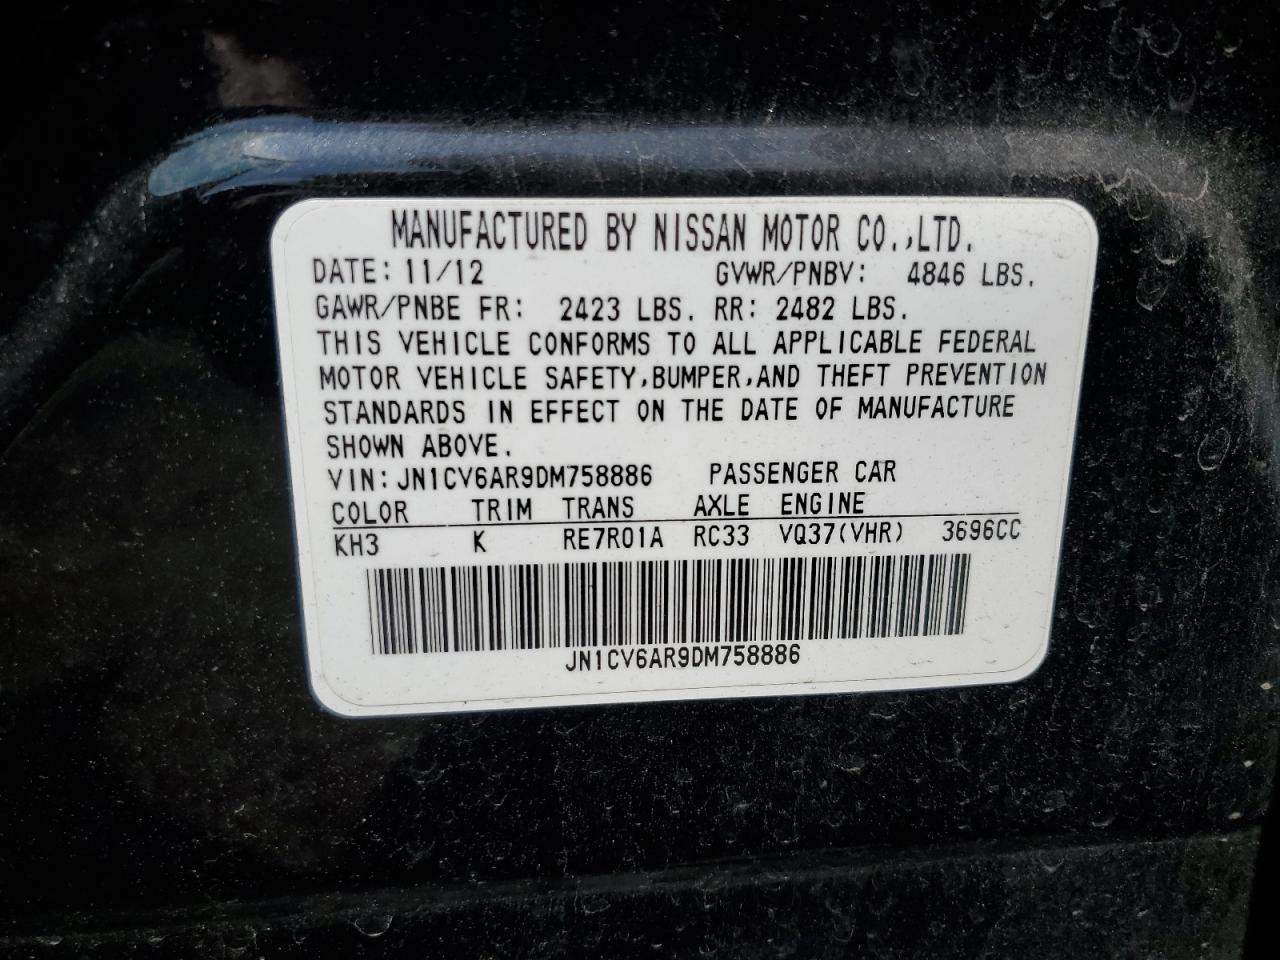 MANUFACTURED BY NISSAN MOTOR CO.,LTD.
DATE: 11/12 GVWR/PNBV: 4846 LBS.
GAWR/PNBE FR: 2423 LBS. RR: 2482 LBS.
THIS VEHICLE CONFORMS TO ALL APPLICABLE FEDERAL
MOTOR VEHICLE SAFETY,BUMPER,AND THEFT PREVENTION
STANDARDS IN EFFECT ON THE DATE OF MANUFACTURE
SHOWN ABOVE.
VIN:JN1CV6AR9DM758886 PASSENGER CAR
COLOR TRIM TRANS AXLE ENGINE
KH3 K RE7R01A RC33 VQ37(VHR) 3696CC
JN1CV6AR9DM758886